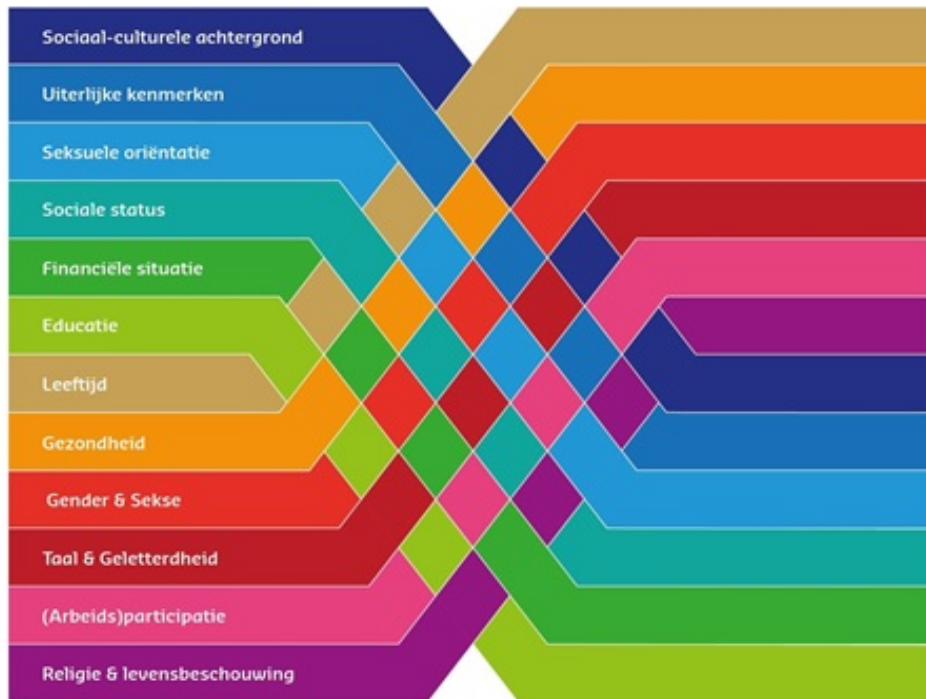 Sociaal-culturele achtergrond
Uiterlijke kenmerken
Seksuele oriëntatie
Sociale status
Financiële situatie
Educatie
Leeftijd
Gezondheid
Gender & Sekse
Taal & Geletterdheid
(Arbeids)participatie
Religie & levensbeschouwing